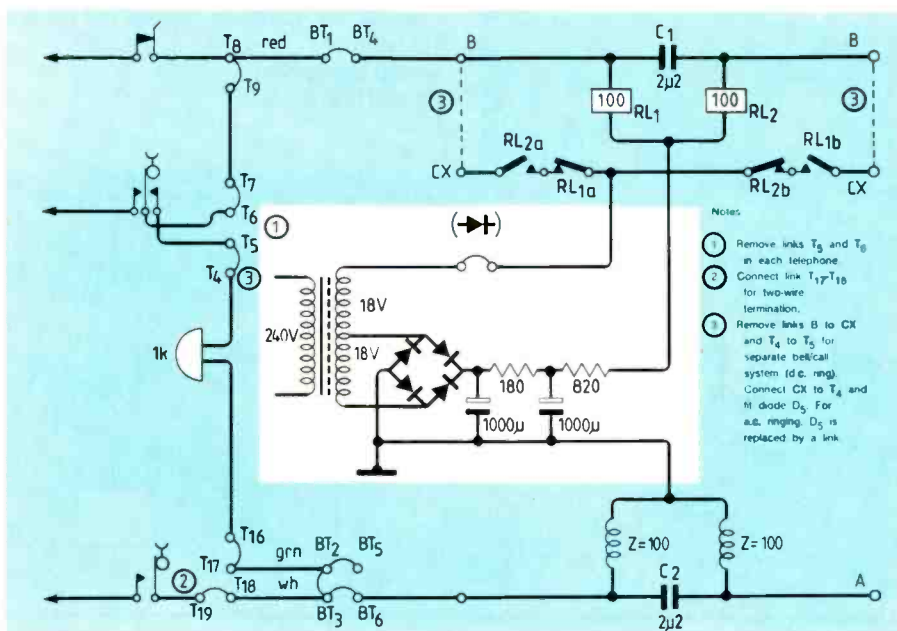 T8 red BT1 BT4 B C1 B
T9
2µ2
3
100 RL1
100 RL2
3
RL2a
RL1b
T7
CX
RL1a
RL2b
CX
T6
1
T5
T4 3
240V
18V
18V
1k
180
820
1000µ
1000µ
Notes
1 Remove links T5 and T6
in each telephone.
2 Connect link T17-T18
for two-wire
termination.
3 Remove links B to CX
and T4 to T5 for
separate bell/call
system (d.c. ring).
Connect CX to T4 and
fit diode D5. For
a.c. ringing, D5 is
replaced by a link
T16
grn BT2 BT5
T17
Z=100
Z=100
2
T18 wh
C2
A
T19
BT3 BT6
2µ2